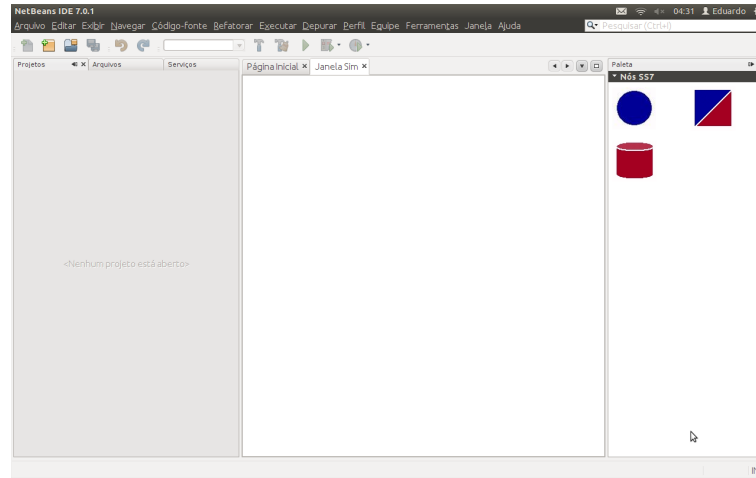 NetBeans IDE 7.0.1
04:31 Eduardo
Arquivo Editar Exibir Navegar Código-fonte Refatorar Executar Depurar Perfil Equipe Ferramentas Janela Ajuda
Pesquisar (Ctrl+I)
Projetos Arquivos Serviços
Página Inicial Janela Sim
Paleta
Nós SS7
<Nenhum projeto está aberto>